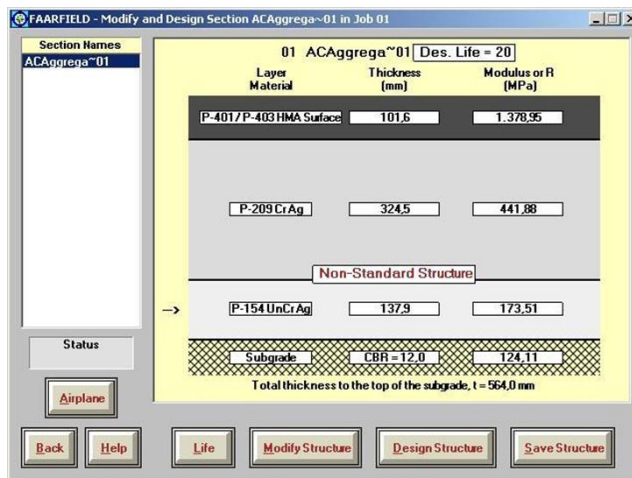 FAARFIELD - Modify and Design Section ACAggrega~01 in Job 01
Section Names
ACAggrega~01
01 ACAggrega~01 Des. Life = 20
Layer Material Thickness (mm) Modulus or R (MPa)
P-401/ P-403 HMA Surface 101,6 1.378,95
P-209 CrAg 324,5 441,88
Non-Standard Structure
--> P-154 UnCrAg 137,9 173,51
Subgrade CBR = 12,0 124,11
Total thickness to the top of the subgrade, t = 564,0 mm
Status
Airplane
Back Help Life Modify Structure Design Structure Save Structure